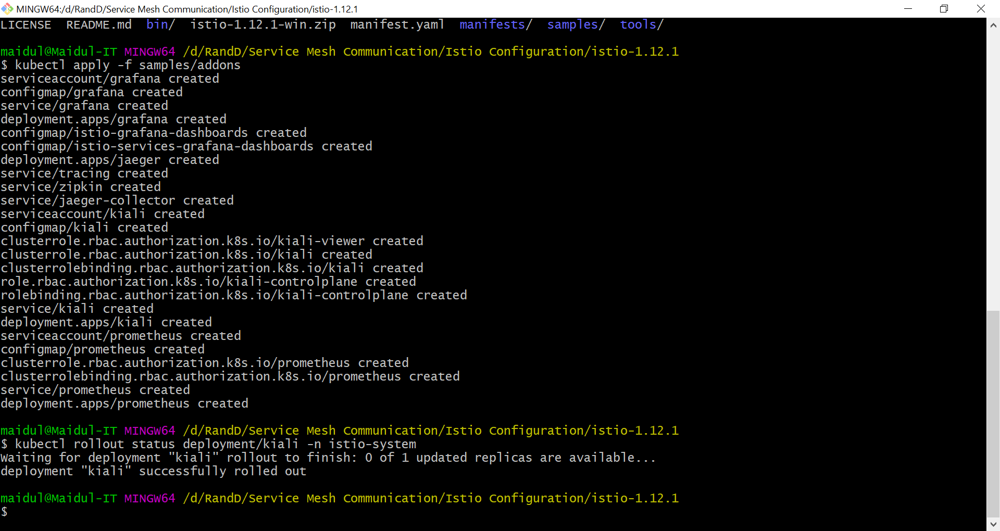 MINGW64:/d/RandD/Service Mesh Communication/Istio Configuration/istio-1.12.1
LICENSE  README.md  bin/  istio-1.12.1-win.zip  manifest.yaml  manifests/  samples/  tools/
maidul@Maidul-IT MINGW64 /d/RandD/Service Mesh Communication/Istio Configuration/istio-1.12.1
$ kubectl apply -f samples/addons
serviceaccount/grafana created
configmap/grafana created
service/grafana created
deployment.apps/grafana created
configmap/istio-grafana-dashboards created
configmap/istio-services-grafana-dashboards created
deployment.apps/jaeger created
service/tracing created
service/zipkin created
service/jaeger-collector created
serviceaccount/kiali created
configmap/kiali created
clusterrole.rbac.authorization.k8s.io/kiali-viewer created
clusterrole.rbac.authorization.k8s.io/kiali created
clusterrolebinding.rbac.authorization.k8s.io/kiali created
role.rbac.authorization.k8s.io/kiali-controlplane created
rolebinding.rbac.authorization.k8s.io/kiali-controlplane created
service/kiali created
deployment.apps/kiali created
serviceaccount/prometheus created
configmap/prometheus created
clusterrole.rbac.authorization.k8s.io/prometheus created
clusterrolebinding.rbac.authorization.k8s.io/prometheus created
service/prometheus created
deployment.apps/prometheus created
maidul@Maidul-IT MINGW64 /d/RandD/Service Mesh Communication/Istio Configuration/istio-1.12.1
$ kubectl rollout status deployment/kiali -n istio-system
Waiting for deployment "kiali" rollout to finish: 0 of 1 updated replicas are available...
deployment "kiali" successfully rolled out
maidul@Maidul-IT MINGW64 /d/RandD/Service Mesh Communication/Istio Configuration/istio-1.12.1
$